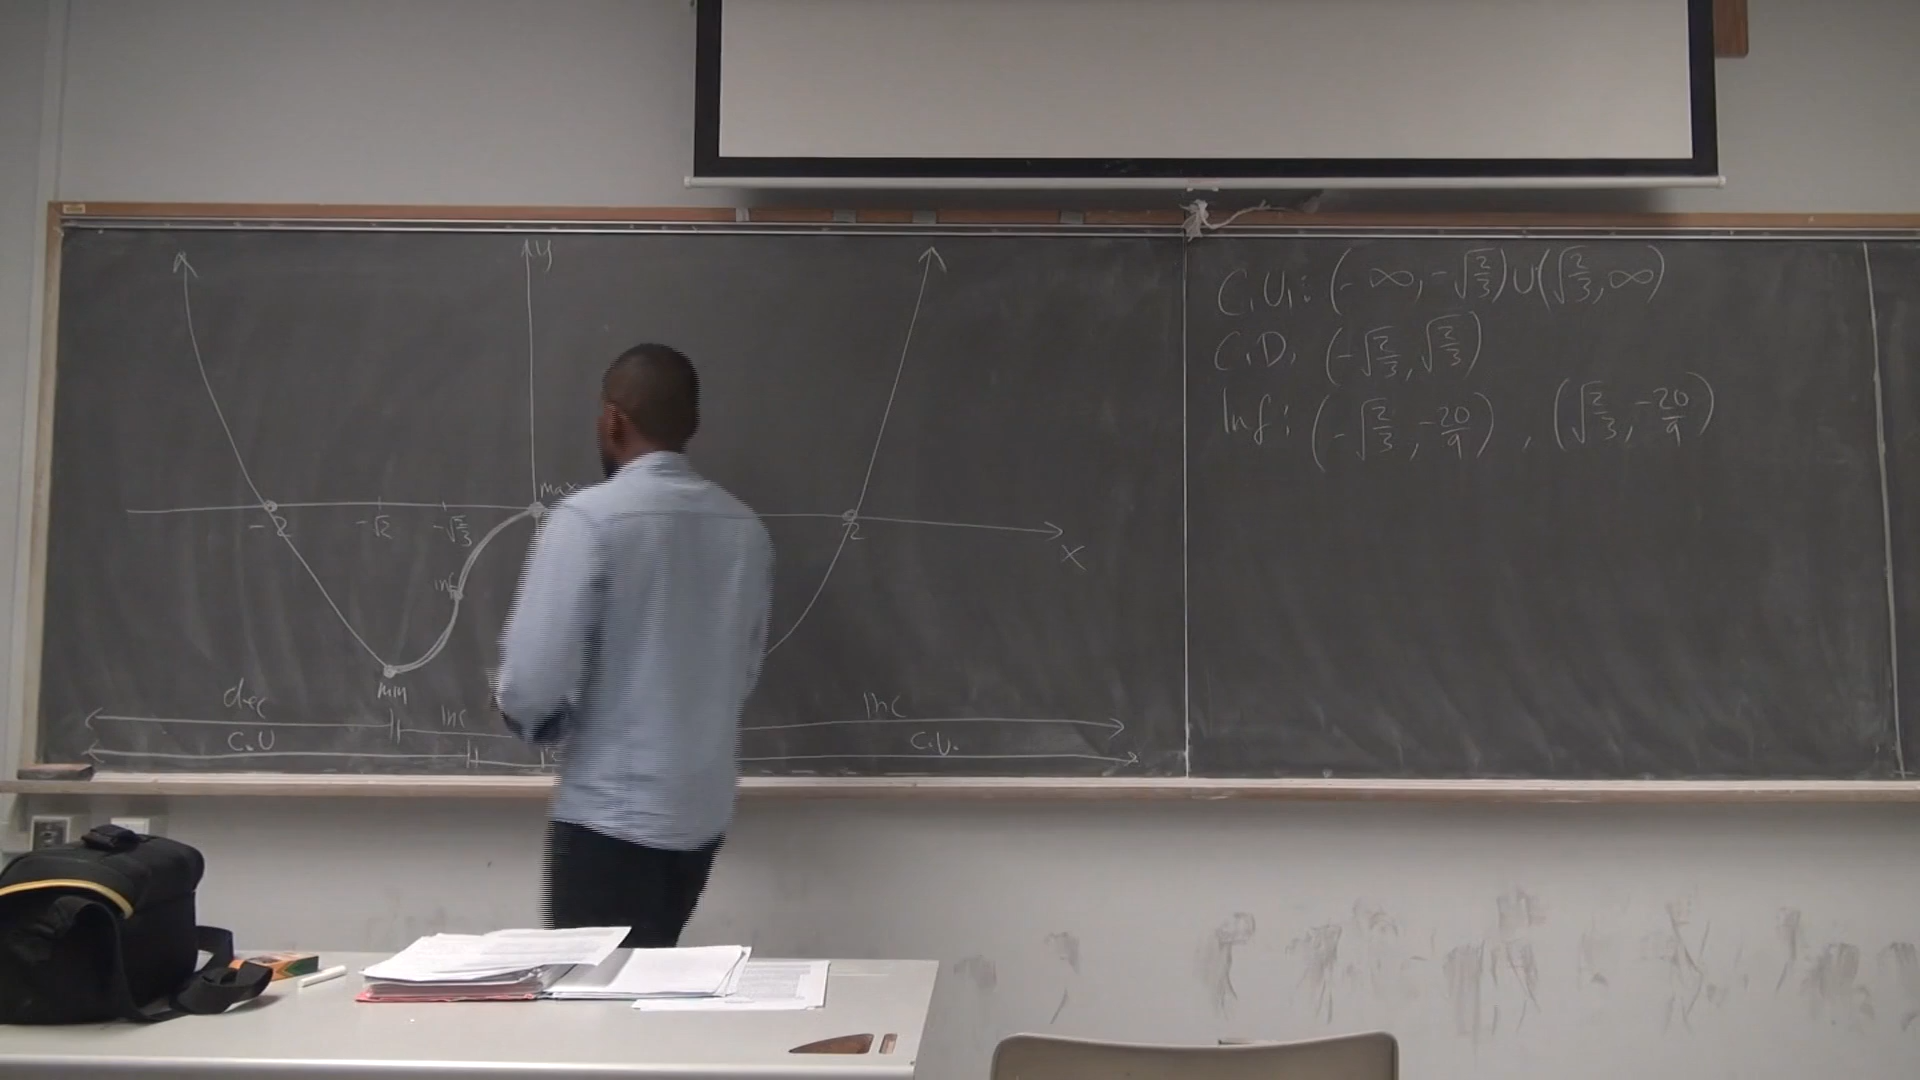 y
max
-2 -√2 -√2/3 2
x
inf
min
dec inc inc
C.U C.U.
C.U.: (-∞, -√2/3) ∪ (√2/3, ∞)
C.D. (-√2/3, √2/3)
Inf: (-√2/3, -20/9) , (√2/3, -20/9)